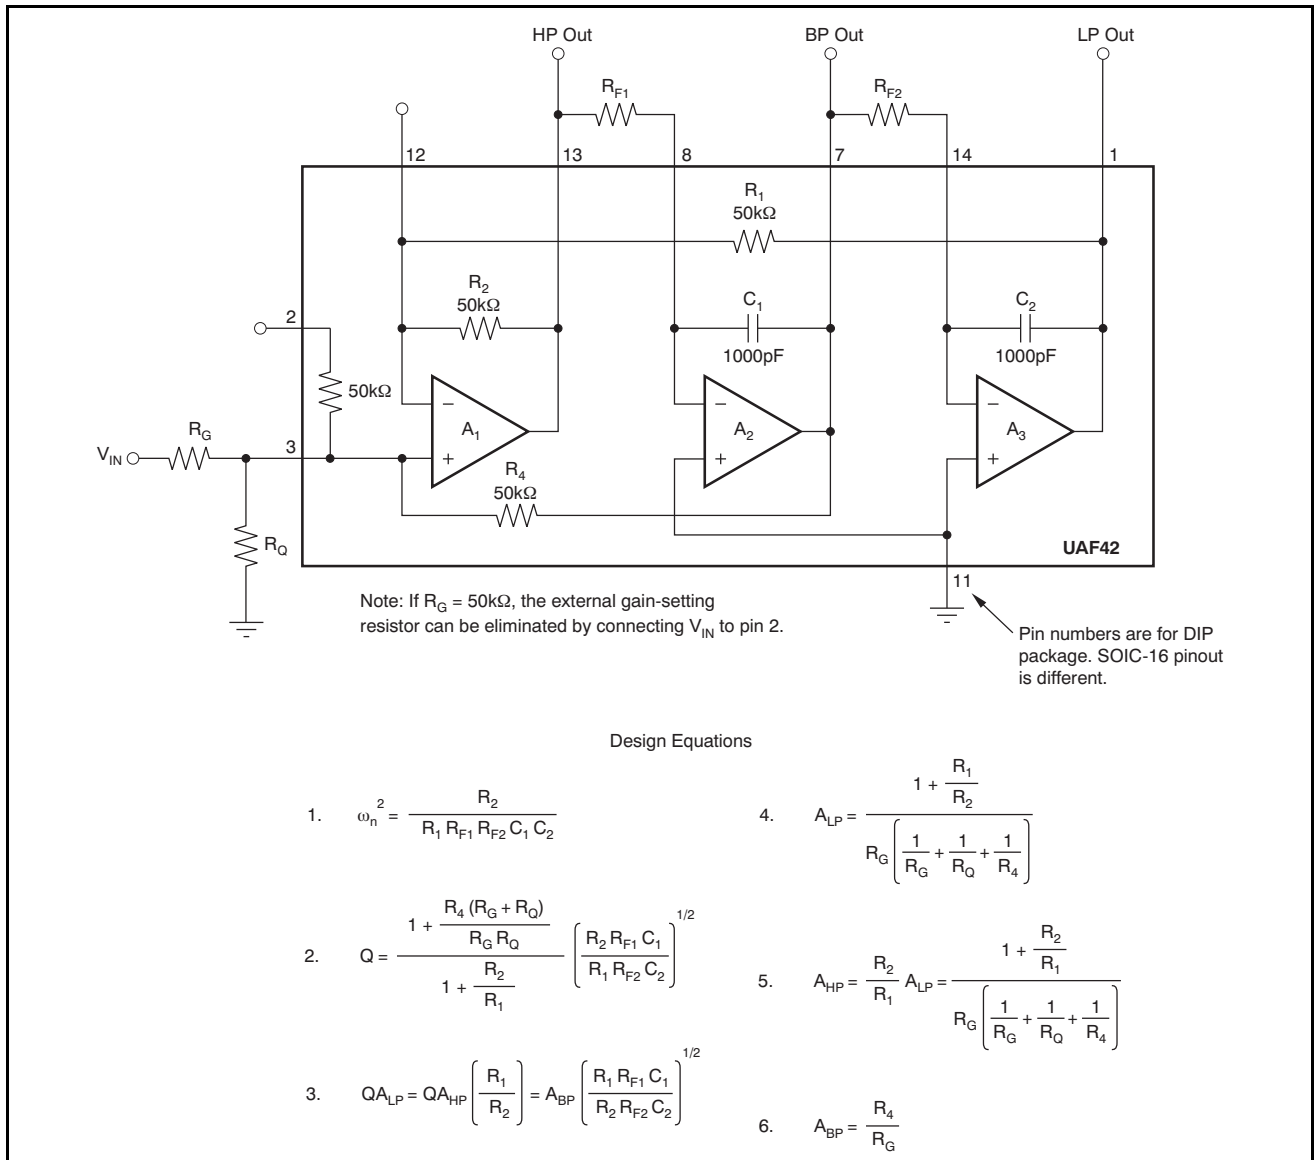 HP Out
BP Out
LP Out
R_F1
R_F2
12
13
8
7
14
1
R_1
50kΩ
R_2
50kΩ
C_1
1000pF
C_2
1000pF
2
50kΩ
− A_1 +
− A_2 +
− A_3 +
R_G
V_IN
3
R_4
50kΩ
R_Q
UAF42
11
Note: If R_G = 50kΩ, the external gain-setting
resistor can be eliminated by connecting V_IN to pin 2.
Pin numbers are for DIP
package. SOIC-16 pinout
is different.
Design Equations
1. ω_n^2 = R_2 / (R_1 R_F1 R_F2 C_1 C_2)
2. Q = (1 + R_4 (R_G + R_Q) / (R_G R_Q)) / (1 + R_2 / R_1) (R_2 R_F1 C_1 / (R_1 R_F2 C_2))^1/2
3. QA_LP = QA_HP (R_1 / R_2) = A_BP (R_1 R_F1 C_1 / (R_2 R_F2 C_2))^1/2
4. A_LP = (1 + R_1 / R_2) / (R_G (1 / R_G + 1 / R_Q + 1 / R_4))
5. A_HP = R_2 / R_1 A_LP = (1 + R_2 / R_1) / (R_G (1 / R_G + 1 / R_Q + 1 / R_4))
6. A_BP = R_4 / R_G